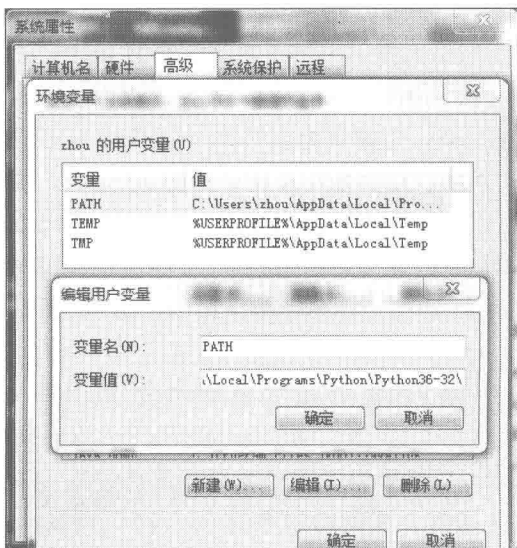 系统属性
计算机名 硬件 高级 系统保护 远程
环境变量
zhou 的用户变量(U)
变量 值
PATH C:\Users\zhou\AppData\Local\Pro...
TEMP %USERPROFILE%\AppData\Local\Temp
TMP %USERPROFILE%\AppData\Local\Temp
编辑用户变量
变量名(N): PATH
变量值(V): \Local\Programs\Python\Python36-32\
确定 取消
新建(W)... 编辑(I)... 删除(L)
确定 取消